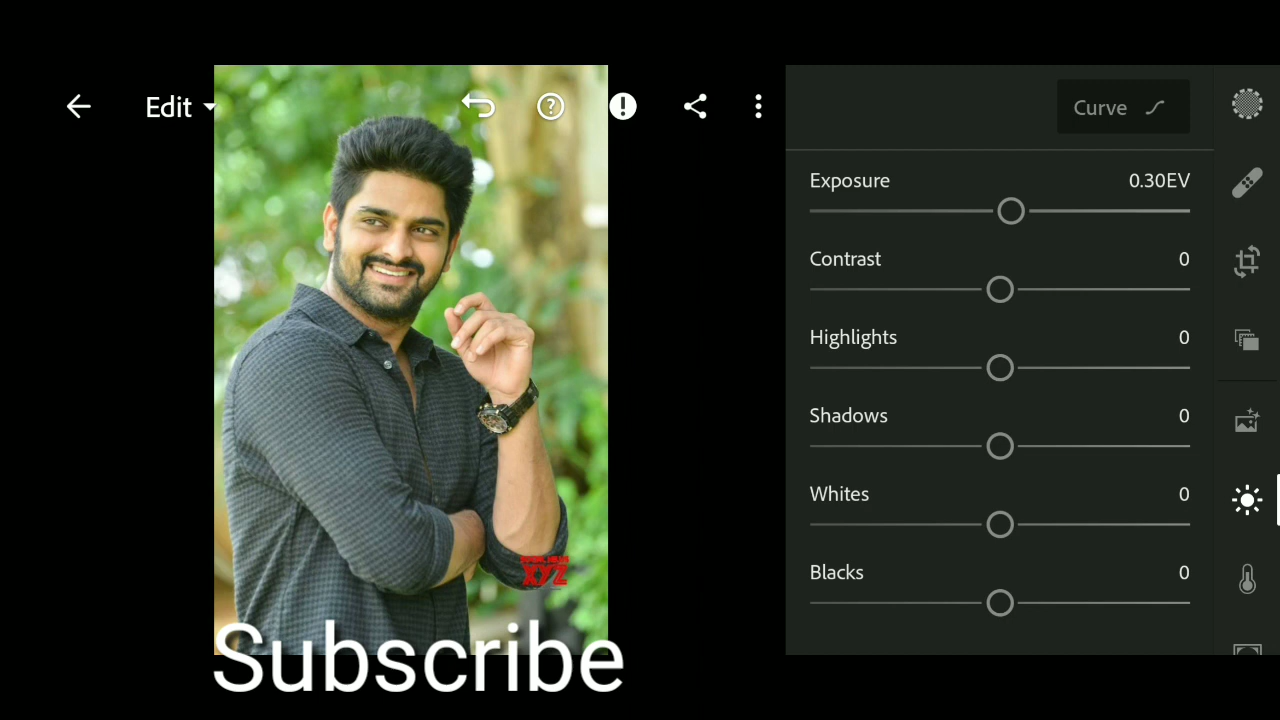 Edit
Curve
Exposure 0.30EV
Contrast 0
Highlights 0
Shadows 0
Whites 0
Blacks 0
XYZ
Subscribe